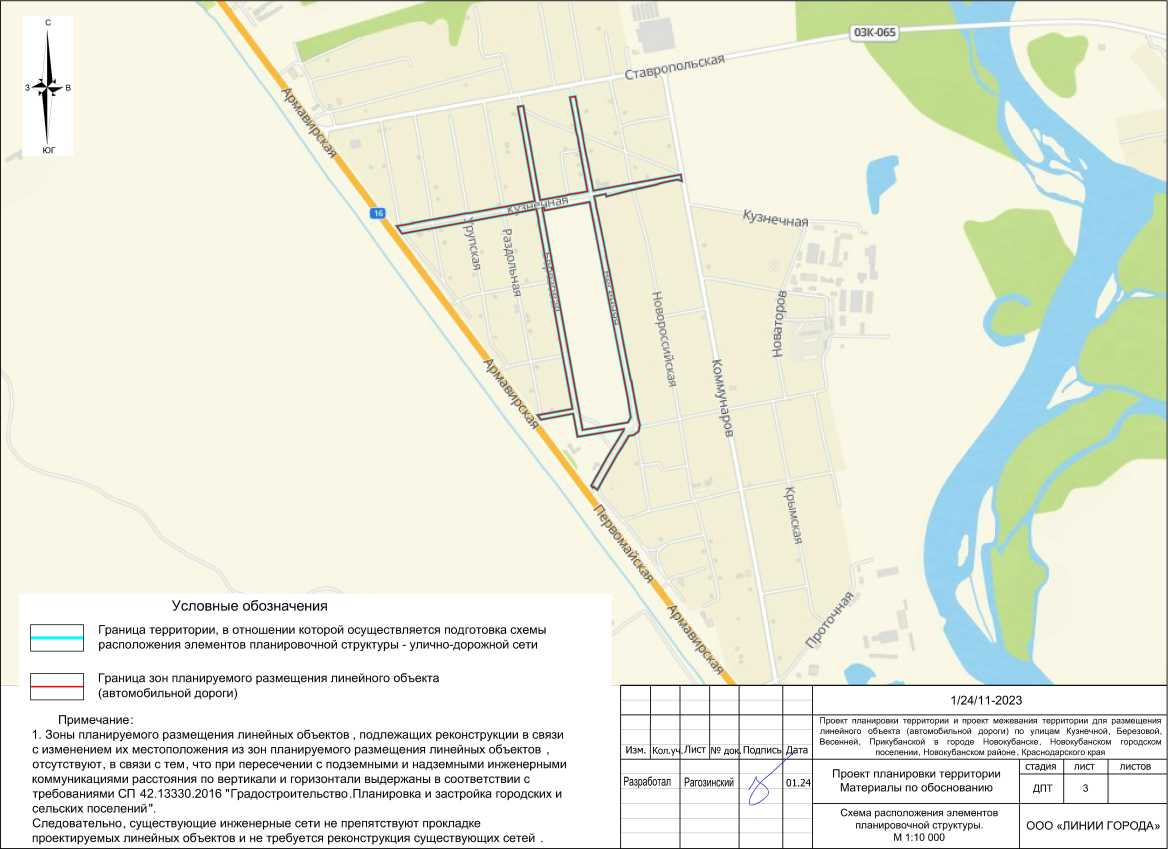 С
З
В
ЮГ
03К-065
Ставропольская
Армавирская
16
Кузнечная
Кузнечная
Урупская
Раздольная
Новороссийская
Новаторов
Коммунаров
Армавирская
Крымская
Первомайская
Проточная
Армавирская
Условные обозначения
Граница территории, в отношении которой осуществляется подготовка схемы
расположения элементов планировочной структуры - улично-дорожной сети
Граница зон планируемого размещения линейного объекта
(автомобильной дороги)
Примечание:
1. Зоны планируемого размещения линейных объектов , подлежащих реконструкции в связи
с изменением их местоположения из зон планируемого размещения линейных объектов ,
отсутствуют, в связи с тем, что при пересечении с подземными и надземными инженерными
коммуникациями расстояния по вертикали и горизонтали выдержаны в соответствии с
требованиями СП 42.13330.2016 "Градостроительство.Планировка и застройка городских и
сельских поселений".
Следовательно, существующие инженерные сети не препятствуют прокладке
проектируемых линейных объектов и не требуется реконструкция существующих сетей .
1/24/11-2023
Проект планировки территории и проект межевания территории для размещения
линейного объекта (автомобильной дороги) по улицам Кузнечной, Березовой,
Весенней, Прикубанской в городе Новокубанске, Новокубанском городском
поселении, Новокубанском районе, Краснодарского края
Изм. Кол.уч. Лист № док. Подпись Дата
Разработал Рагозинский 01.24
Проект планировки территории
Материалы по обоснованию
стадия лист листов
ДПТ 3
Схема расположения элементов
планировочной структуры.
М 1:10 000
ООО «ЛИНИИ ГОРОДА»